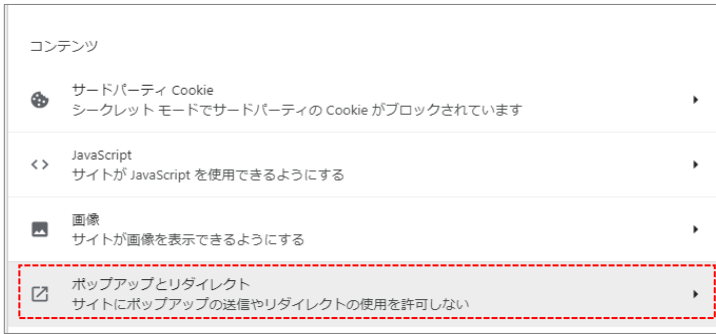 コンテンツ
サードパーティ Cookie
シークレット モードでサードパーティの Cookie がブロックされています
JavaScript
サイトが JavaScript を使用できるようにする
画像
サイトが画像を表示できるようにする
ポップアップとリダイレクト
サイトにポップアップの送信やリダイレクトの使用を許可しない